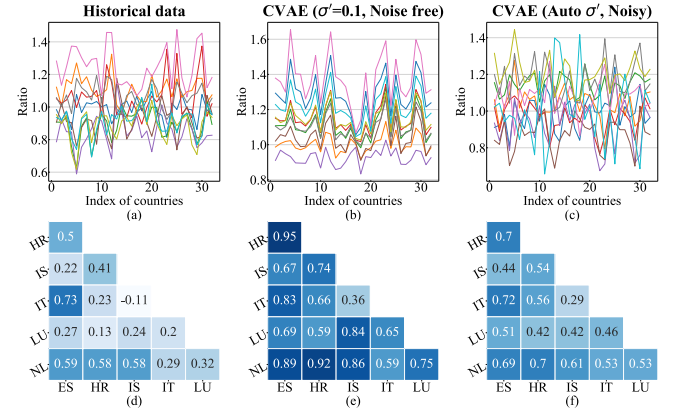 Historical data
CVAE (σ′=0.1, Noise free)
CVAE (Auto σ′, Noisy)
Ratio
1.4
1.2
1.0
0.8
0.6
0 10 20 30
Index of countries
(a)
Ratio
1.6
1.4
1.2
1.0
0.8
0 10 20 30
Index of countries
(b)
Ratio
1.4
1.2
1.0
0.8
0 10 20 30
Index of countries
(c)
HR 0.5
IS 0.22 0.41
IT 0.73 0.23 -0.11
LU 0.27 0.13 0.24 0.2
NL 0.59 0.58 0.58 0.29 0.32
ES HR IS IT LU
(d)
HR 0.95
IS 0.67 0.74
IT 0.83 0.66 0.36
LU 0.69 0.59 0.84 0.65
NL 0.89 0.92 0.86 0.59 0.75
ES HR IS IT LU
(e)
HR 0.7
IS 0.44 0.54
IT 0.72 0.56 0.29
LU 0.51 0.42 0.42 0.46
NL 0.69 0.7 0.61 0.53 0.53
ES HR IS IT LU
(f)